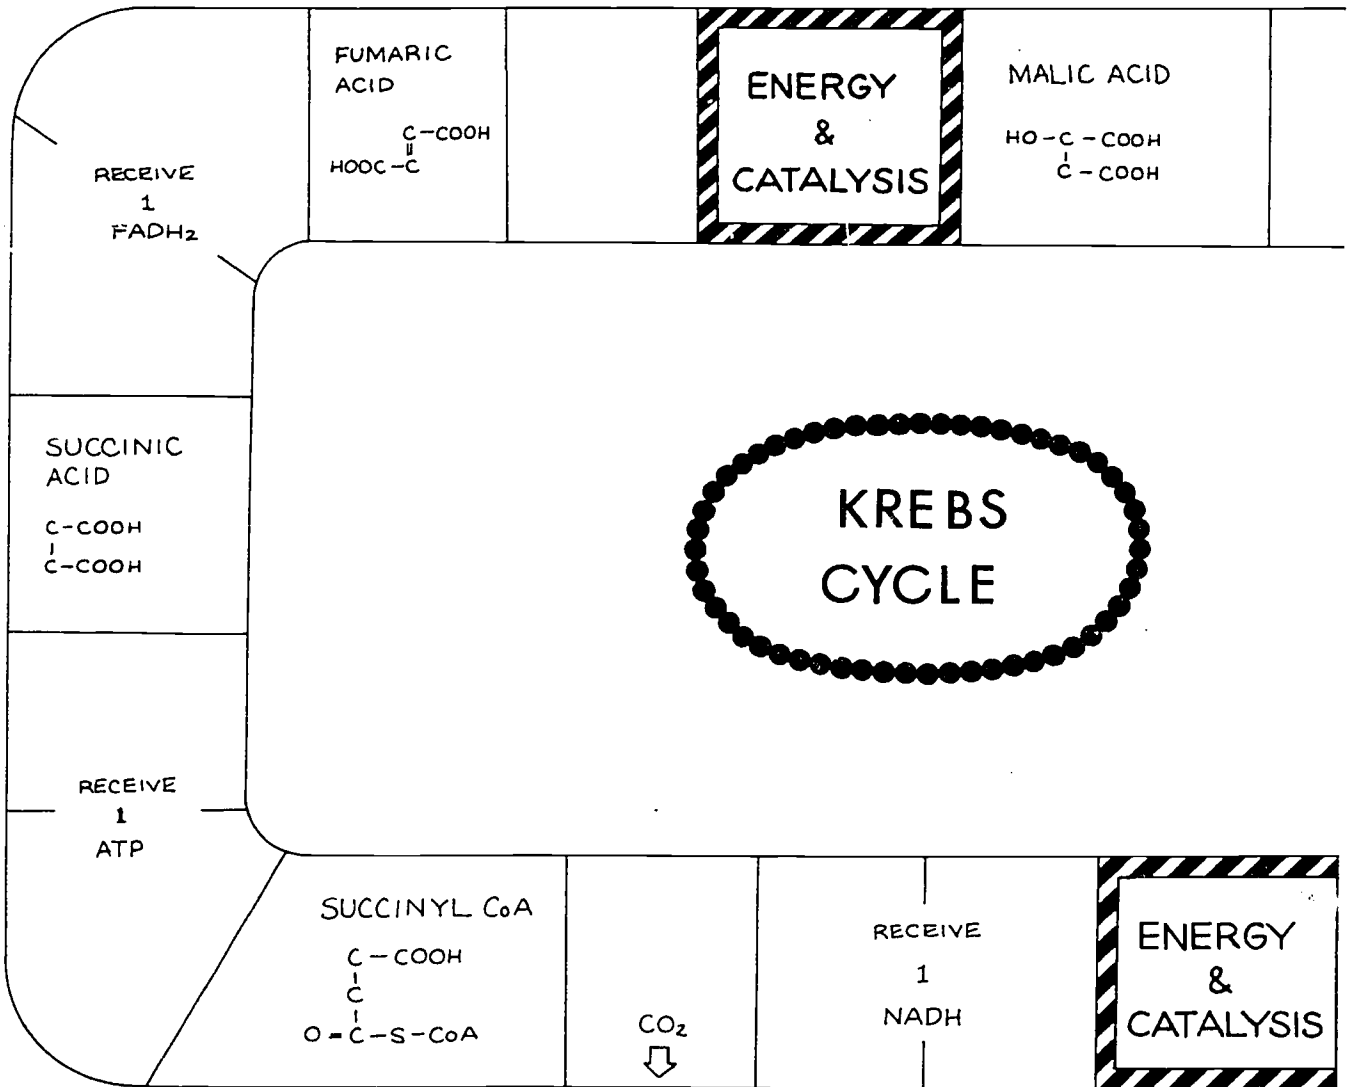 FUMARIC
ACID
C-COOH
||
HOOC-C
ENERGY
&
CATALYSIS
MALIC ACID
HO-C-COOH
|
C-COOH
RECEIVE
1
FADH₂
SUCCINIC
ACID
C-COOH
|
C-COOH
KREBS
CYCLE
RECEIVE
1
ATP
SUCCINYL CoA
C-COOH
|
C
|
O=C-S-CoA
CO₂
RECEIVE
1
NADH
ENERGY
&
CATALYSIS